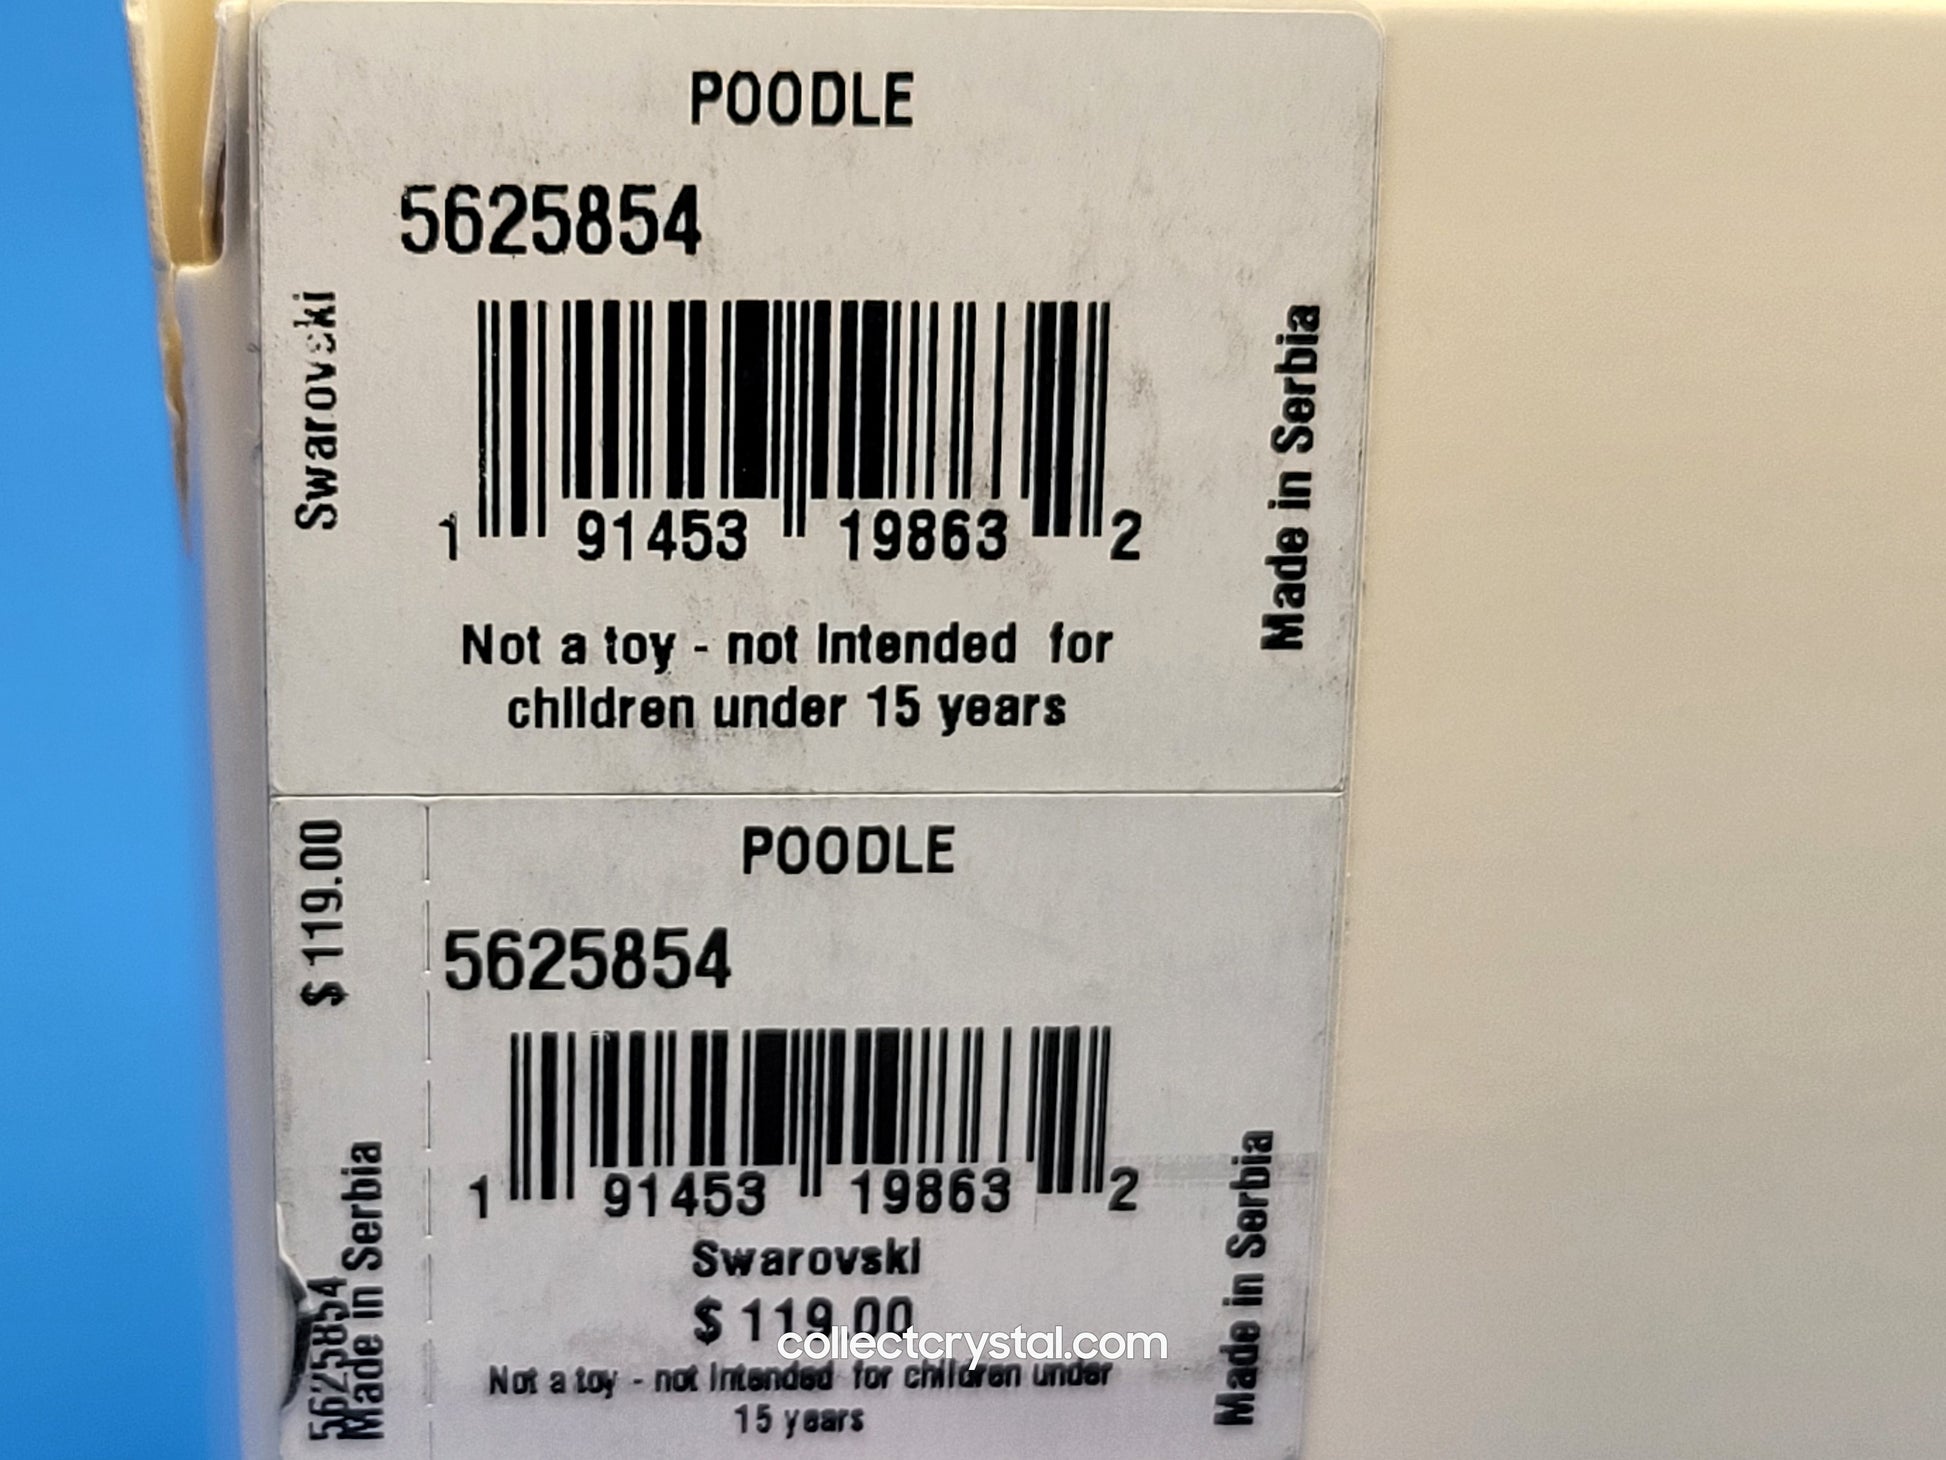 POODLE
5625854
Swarovski
Made in Serbia
1 91453 19863 2
Not a toy - not Intended for
children under 15 years
$ 119.00
POODLE
5625854
1 91453 19863 2
Swarovski
$ 119.00
Not a toy - not Intended for children under
15 years
Made in Serbia
5625854
Made in Serbia
collectcrystal.com